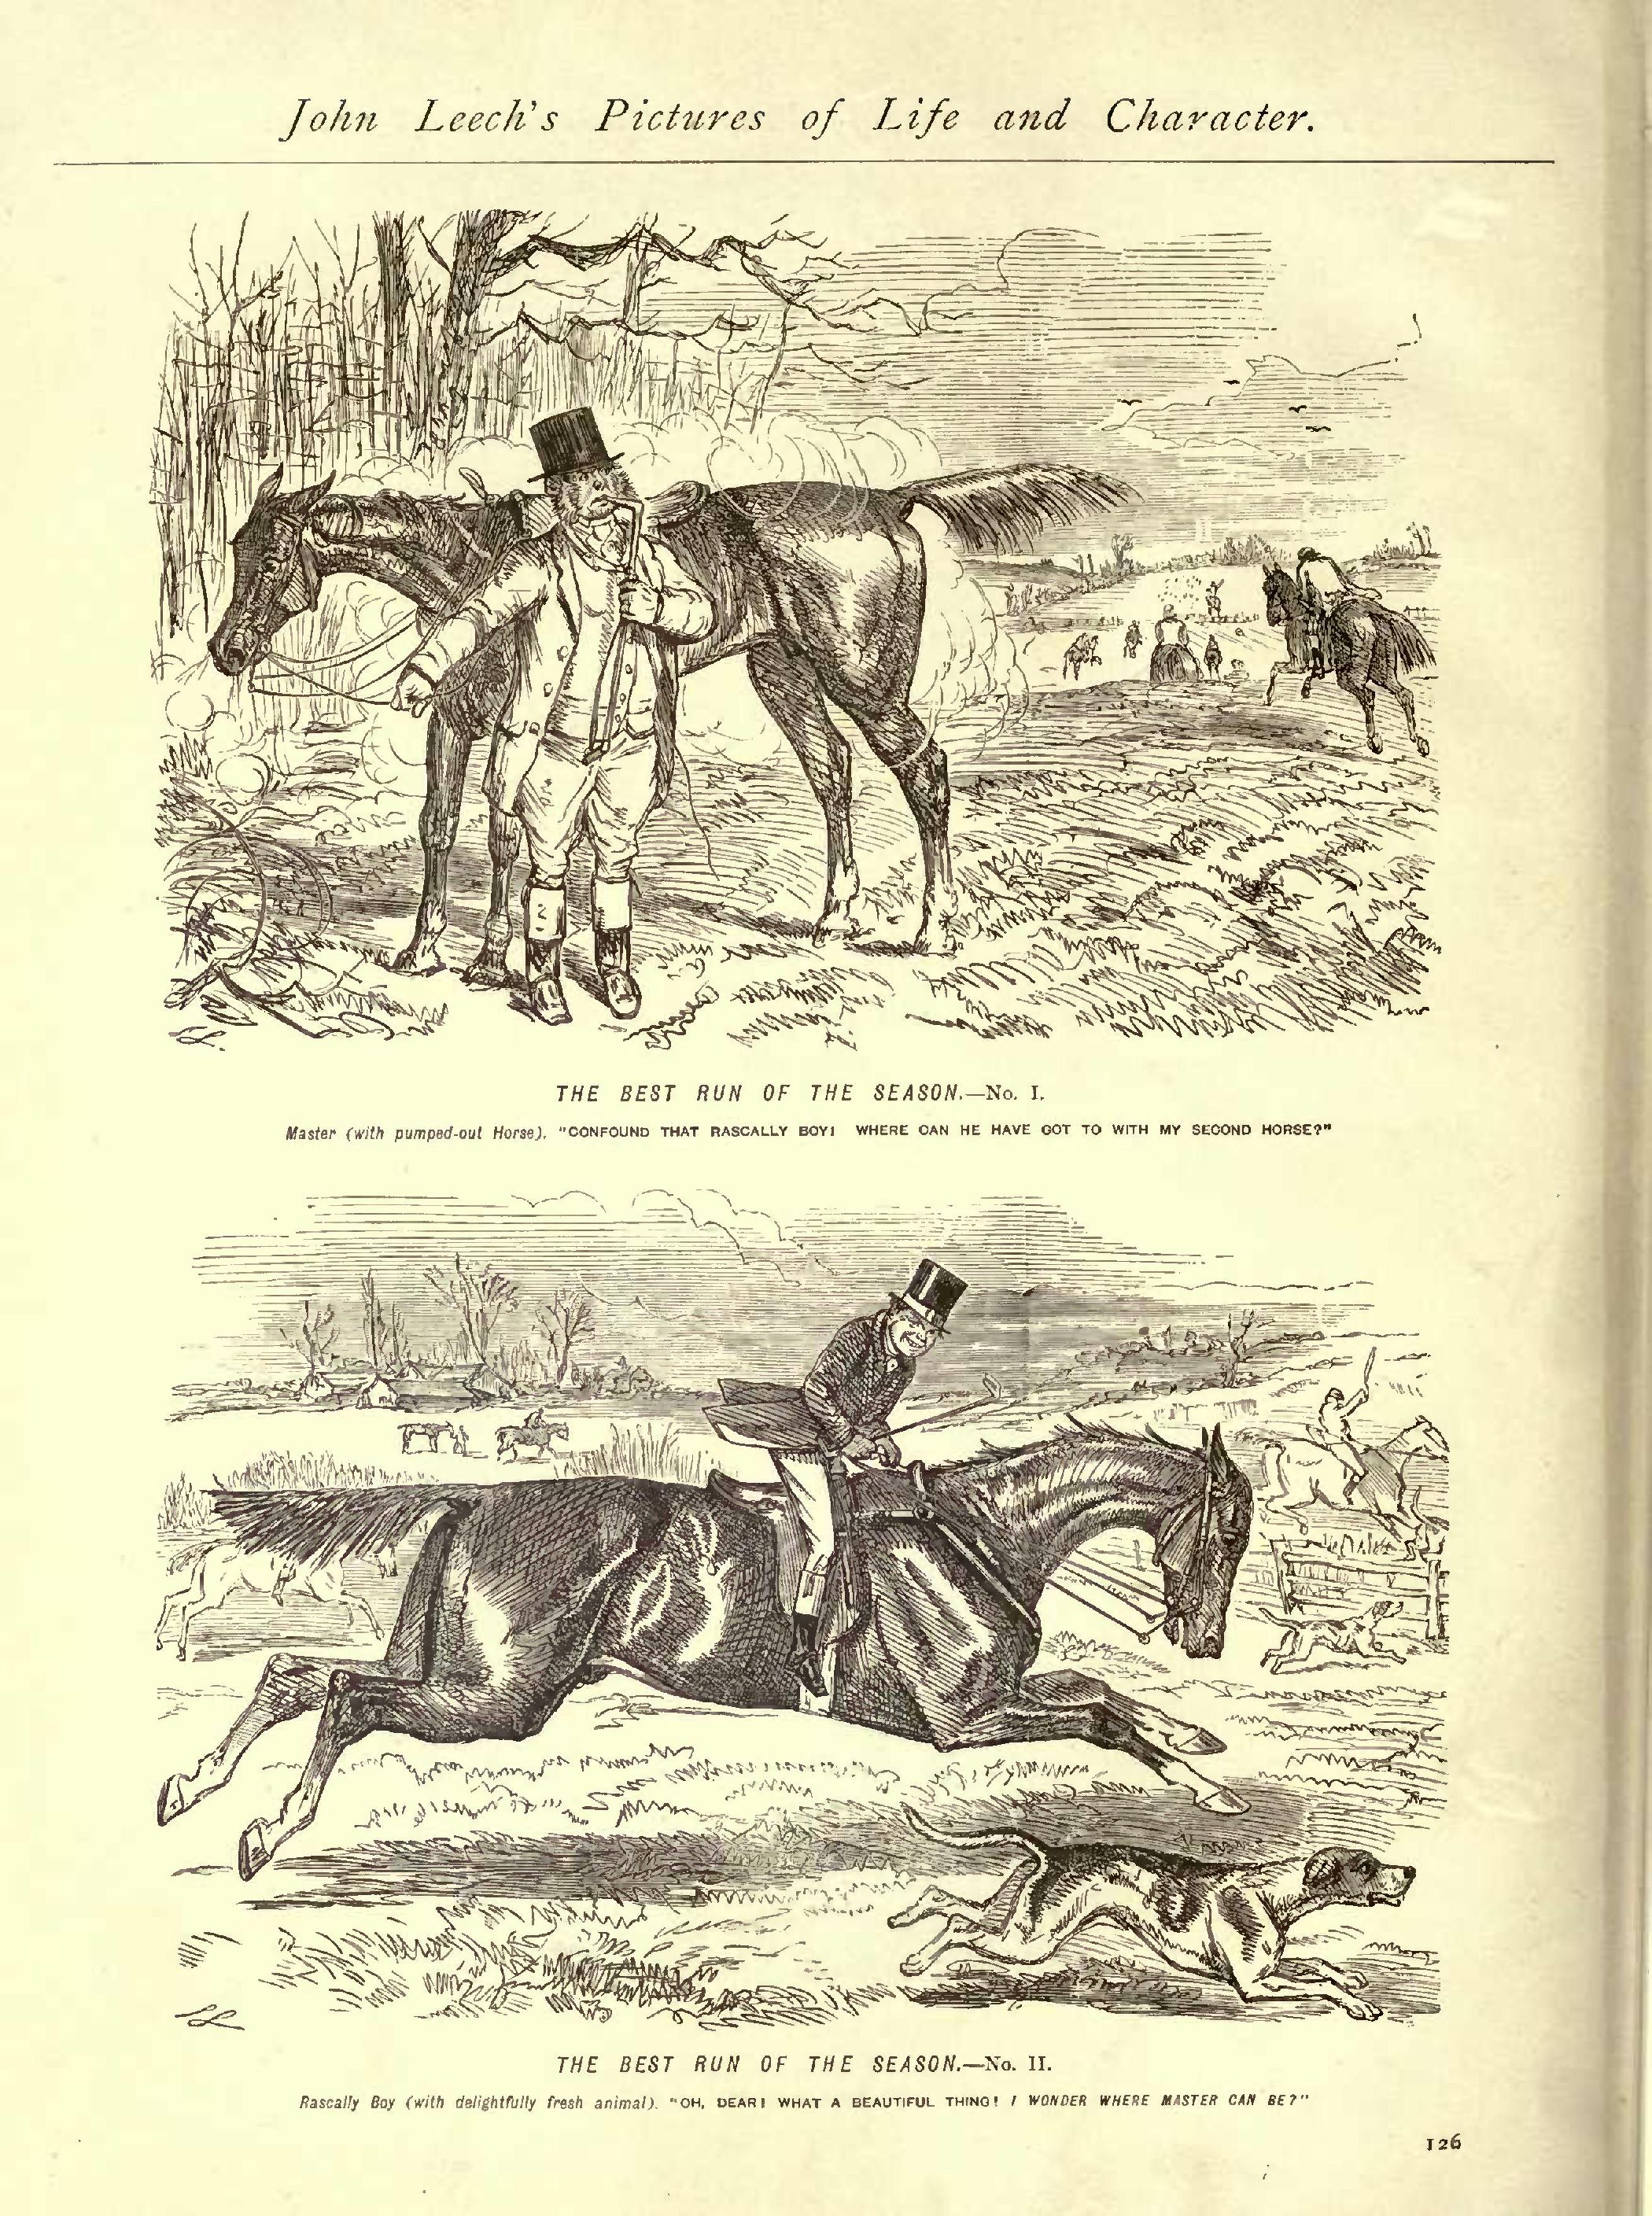 John Leech's Pictures of Life and Character.
THE BEST RUN OF THE SEASON.—No. I.
Master (with pumped-out Horse). "CONFOUND THAT RASCALLY BOY! WHERE CAN HE HAVE GOT TO WITH MY SECOND HORSE?"
THE BEST RUN OF THE SEASON.—No. II.
Rascally Boy (with delightfully fresh animal). "OH, DEAR! WHAT A BEAUTIFUL THING! I WONDER WHERE MASTER CAN BE?"
126